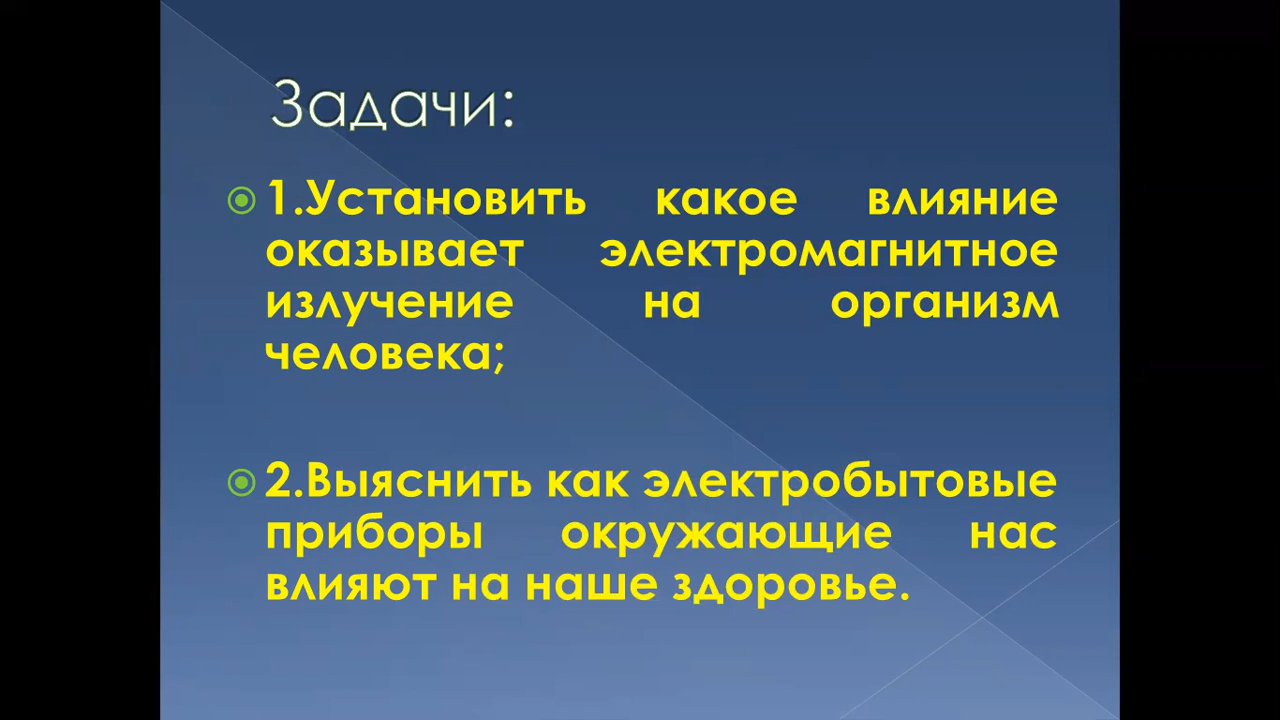 Задачи:
1.Установить какое влияние
оказывает электромагнитное
излучение на организм
человека;
2.Выяснить как электробытовые
приборы окружающие нас
влияют на наше здоровье.